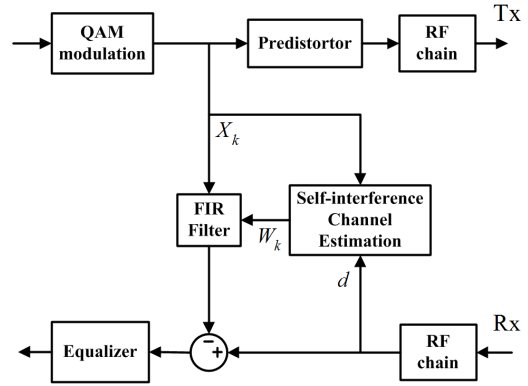 QAM
modulation
Predistortor
RF
chain
Tx
X_k
FIR
Filter
W_k
Self-interference
Channel
Estimation
d
Rx
Equalizer
− +
RF
chain